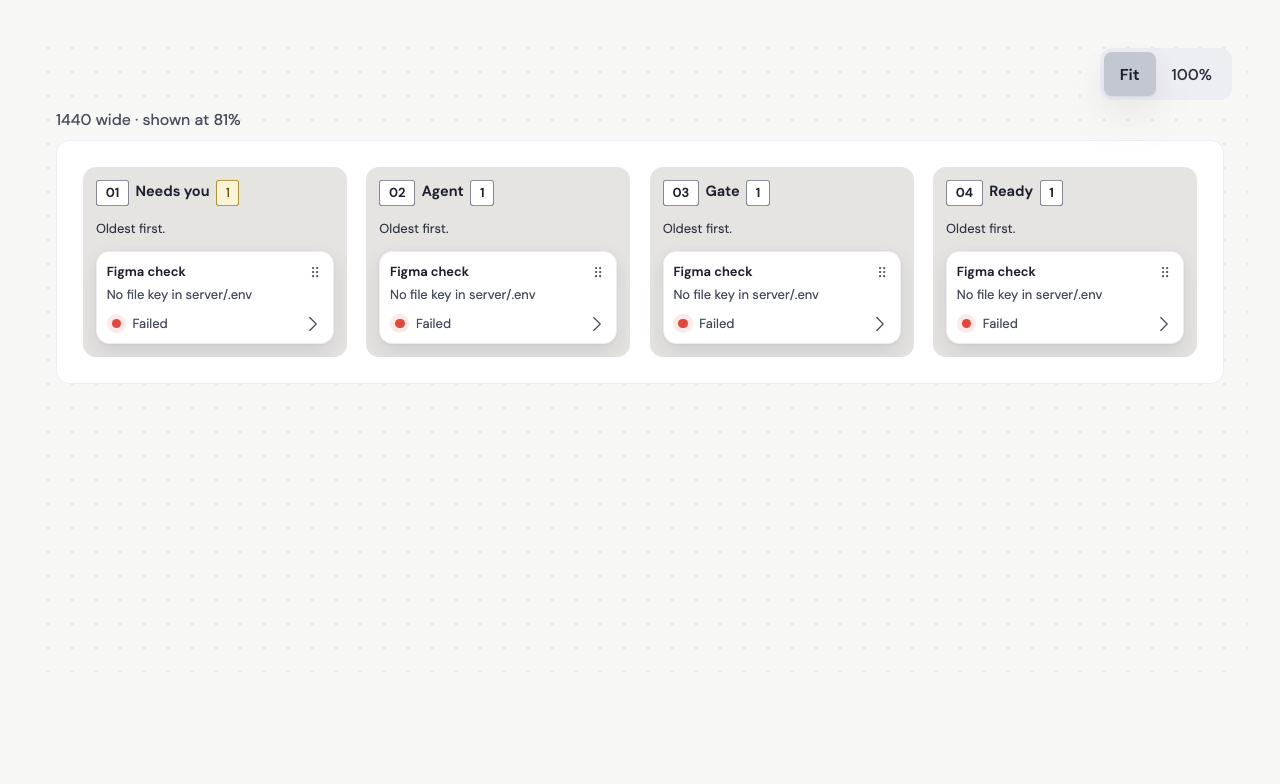 Fit 100%
1440 wide · shown at 81%
01 Needs you 1
Oldest first.
Figma check
No file key in server/.env
Failed
02 Agent 1
Oldest first.
Figma check
No file key in server/.env
Failed
03 Gate 1
Oldest first.
Figma check
No file key in server/.env
Failed
04 Ready 1
Oldest first.
Figma check
No file key in server/.env
Failed